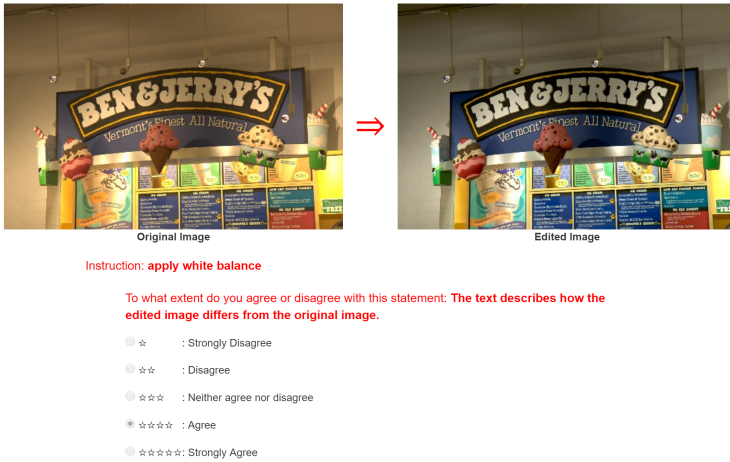 BEN & JERRY'S
Vermont's Finest All Natural
BEN & JERRY'S
Vermont's Finest All Natural
Original Image
Edited Image
Instruction: apply white balance
To what extent do you agree or disagree with this statement: The text describes how the
edited image differs from the original image.
☆ : Strongly Disagree
☆☆ : Disagree
☆☆☆ : Neither agree nor disagree
☆☆☆☆ : Agree
☆☆☆☆☆: Strongly Agree